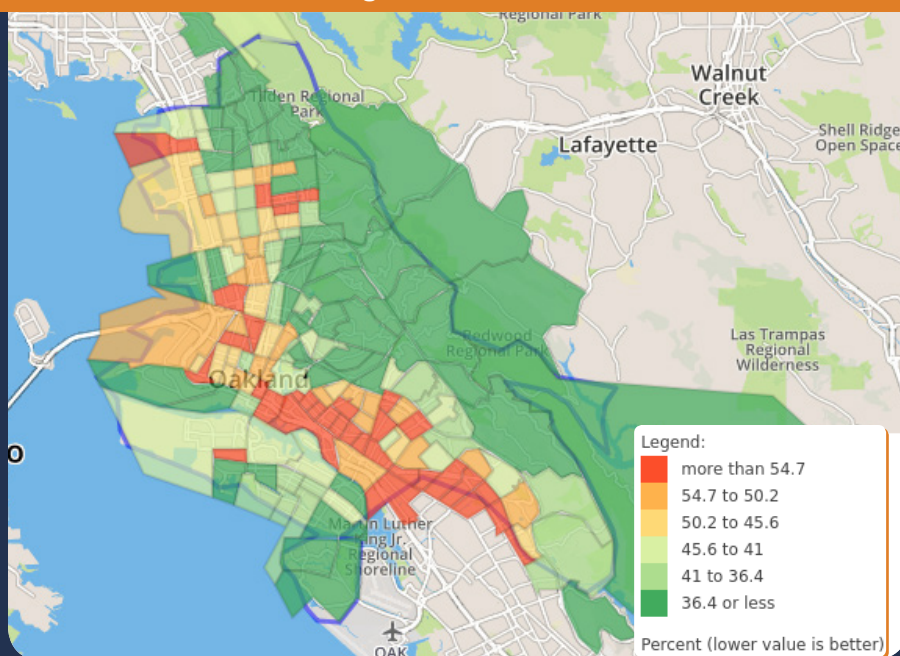 Regional Park
Walnut
Creek
Tilden Regional
Park
Lafayette
Shell Ridge
Open Space
Redwood
Regional Park
Las Trampas
Regional
Wilderness
Oakland
O
Martin Luther
King Jr.
Regional
Shoreline
OAK
Legend:
more than 54.7
54.7 to 50.2
50.2 to 45.6
45.6 to 41
41 to 36.4
36.4 or less
Percent (lower value is better)